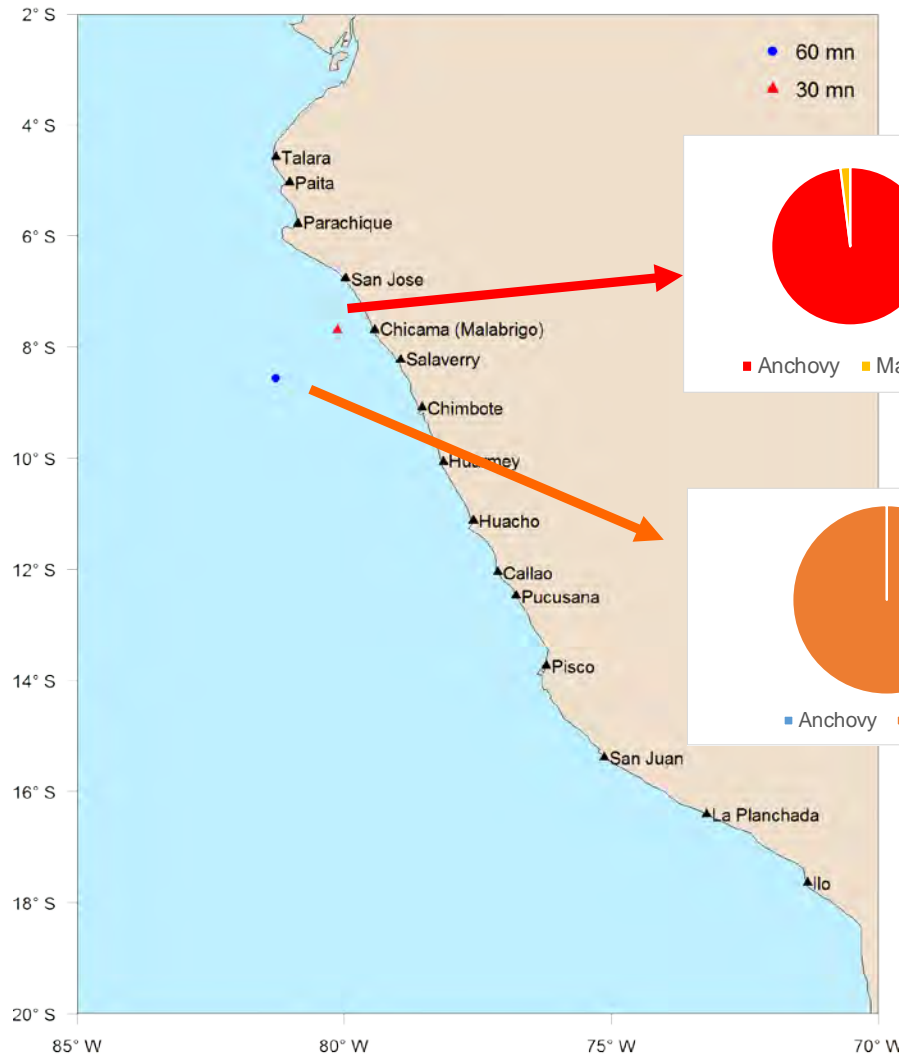 2° S
60 mn
30 mn
4° S
Talara
Paita
Parachique
6° S
San Jose
Chicama (Malabrigo)
8° S
Salaverry
Anchovy Ma
Chimbote
10° S
Huarmey
Huacho
12° S
Callao
Pucusana
Pisco
14° S
Anchovy
San Juan
16° S
La Planchada
Ilo
18° S
20° S
85° W 80° W 75° W 70° W